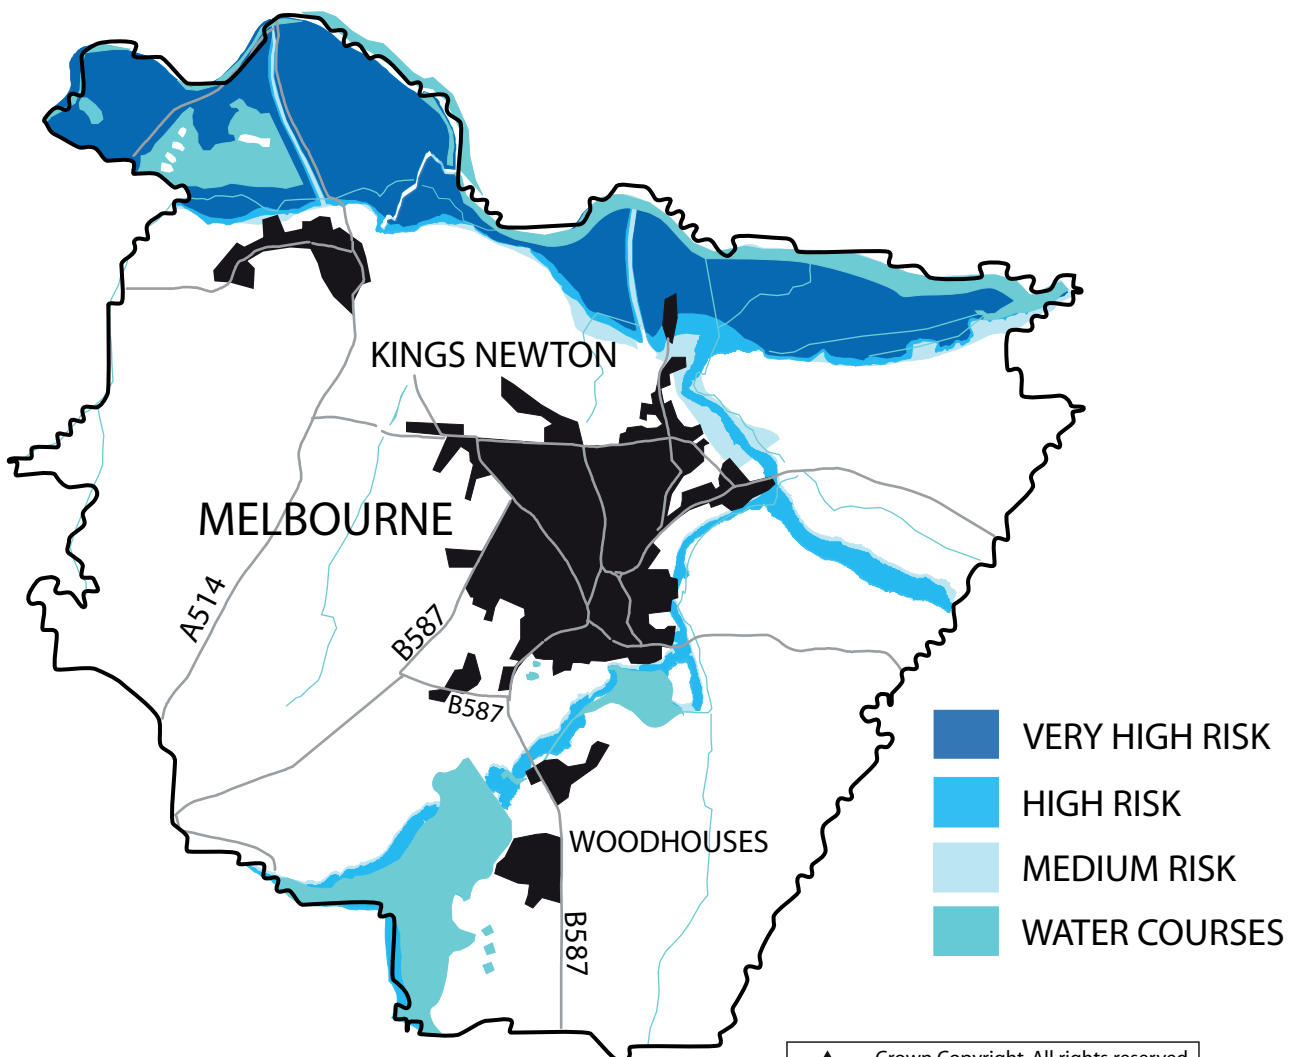 KINGS NEWTON
MELBOURNE
A514
B587
B587
WOODHOUSES
B587
VERY HIGH RISK
HIGH RISK
MEDIUM RISK
WATER COURSES
Crown Copyright. All rights reserved